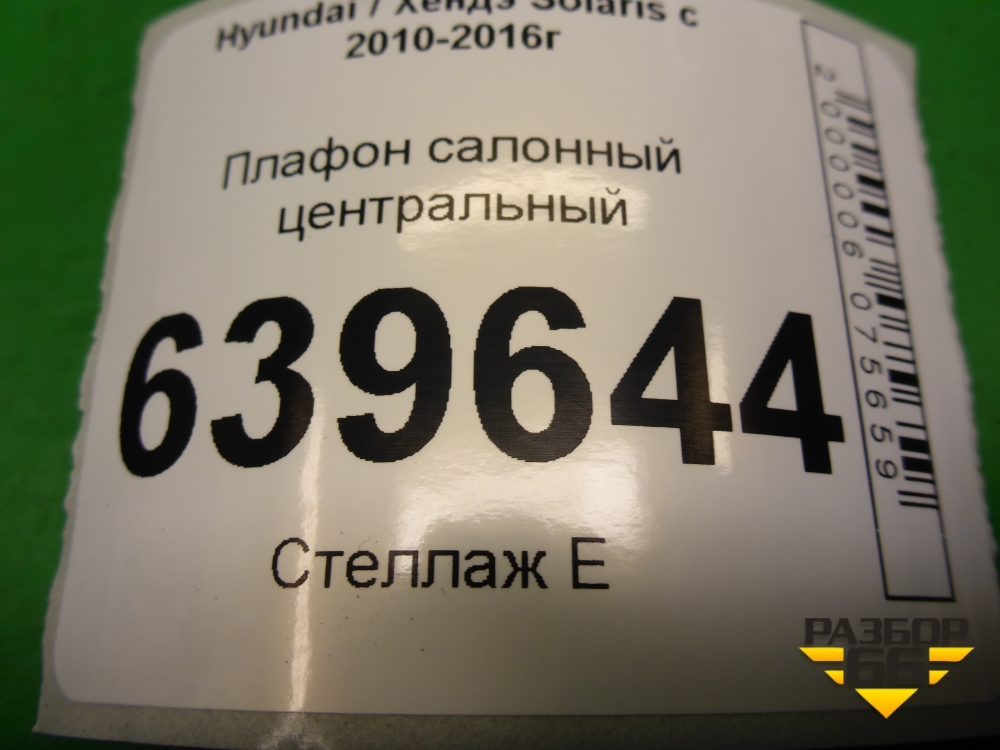 Hyundai / Хендэ Solaris с
2010-2016г
Плафон салонный
центральный
639644
Стеллаж Е
2000006075659
РАЗБОР
66